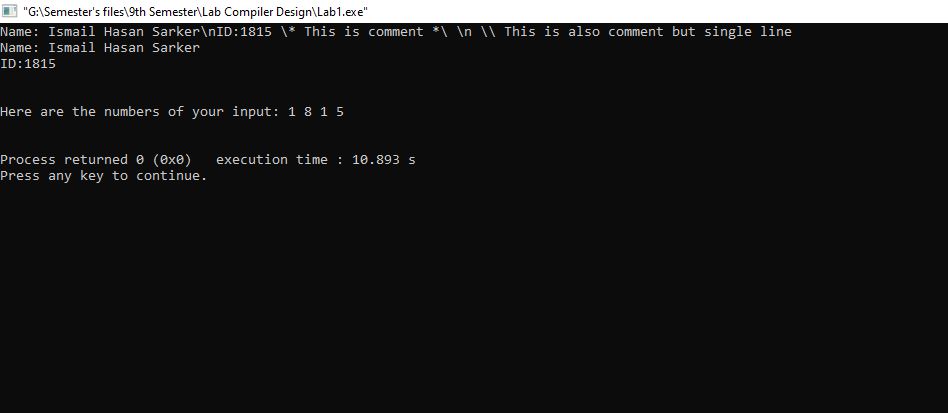 "G:\Semester's files\9th Semester\Lab Compiler Design\Lab1.exe"
Name: Ismail Hasan Sarker\nID:1815 \* This is comment *\ \n \\ This is also comment but single line
Name: Ismail Hasan Sarker
ID:1815
Here are the numbers of your input: 1 8 1 5
Process returned 0 (0x0)   execution time : 10.893 s
Press any key to continue.